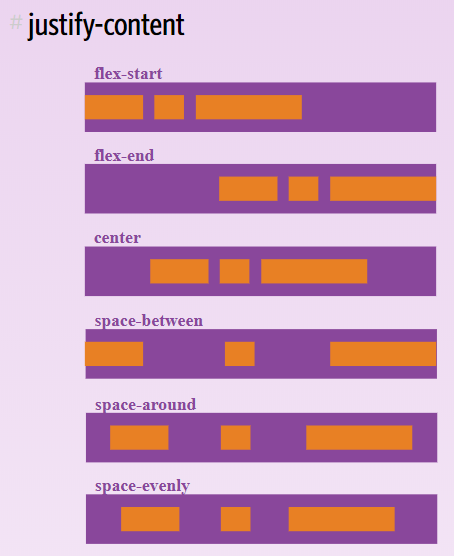 # justify-content
flex-start
flex-end
center
space-between
space-around
space-evenly